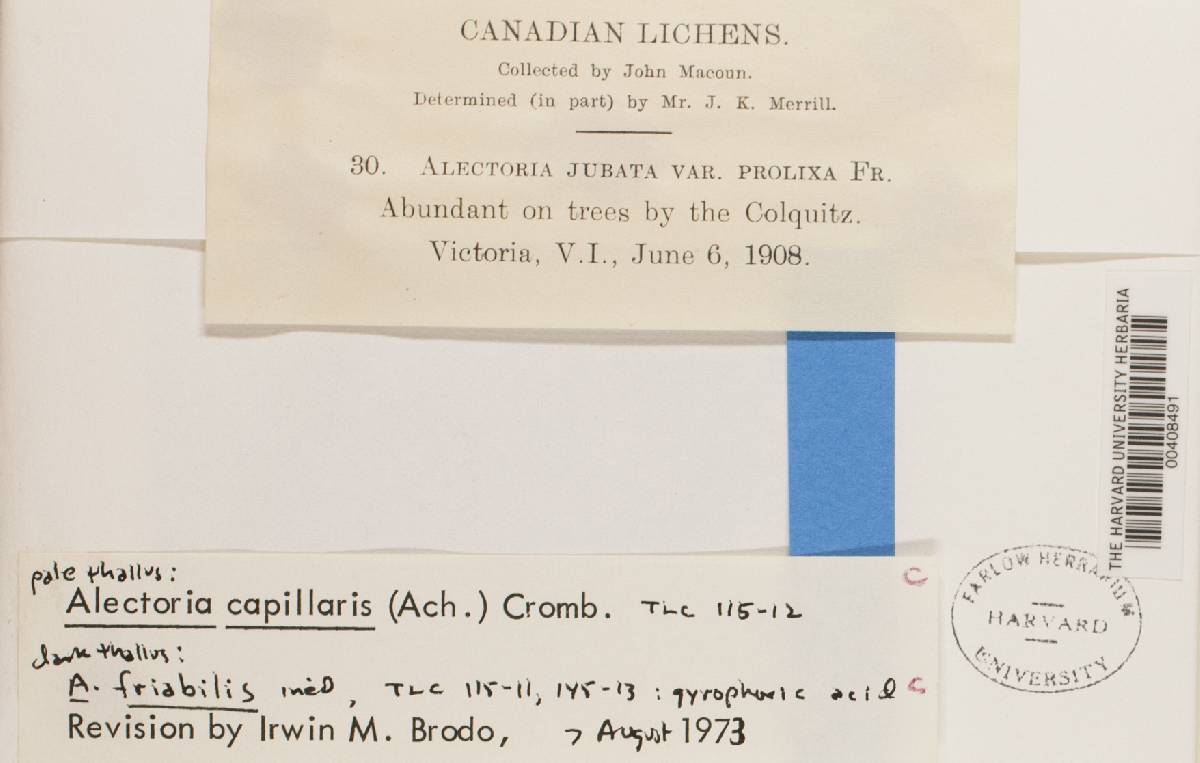 CANADIAN LICHENS.
Collected by John Macoun.
Determined (in part) by Mr. J. K. Merrill.
30. ALECTORIA JUBATA VAR. PROLIXA FR.
Abundant on trees by the Colquitz.
Victoria, V.I., June 6, 1908.
THE HARVARD UNIVERSITY HERBARIA
00408491
FARLOW HERBARIUM
HARVARD
UNIVERSITY
pale thallus:
C
Alectoria capillaris (Ach.) Cromb. TLC 115-12
dark thallus:
A. friabilis ined, TLC 115-11, 145-13 : gyrophoric acid C
Revision by Irwin M. Brodo, 7 August 1973